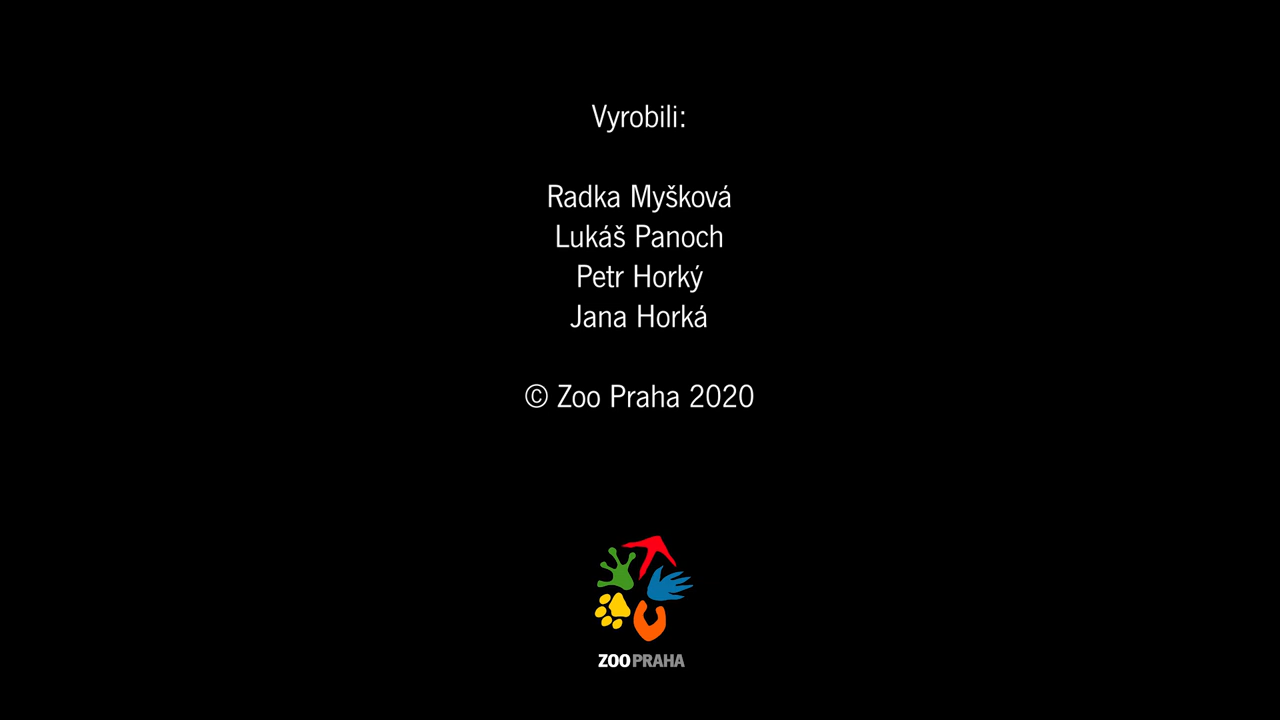 Vyrobili:
Radka Myšková
Lukáš Panoch
Petr Horký
Jana Horká
© Zoo Praha 2020
ZOO PRAHA